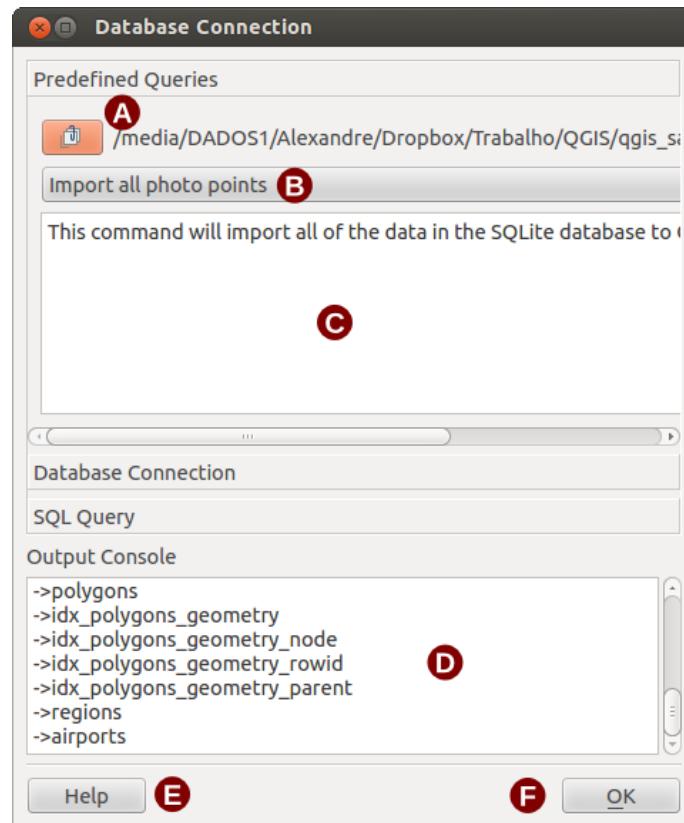 Database Connection
Predefined Queries
A
/media/DADOS1/Alexandre/Dropbox/Trabalho/QGIS/qgis_sa
Import all photo points B
This command will import all of the data in the SQLite database to
C
Database Connection
SQL Query
Output Console
->polygons
->idx_polygons_geometry
->idx_polygons_geometry_node
->idx_polygons_geometry_rowid
->idx_polygons_geometry_parent
->regions
->airports
D
Help E F OK